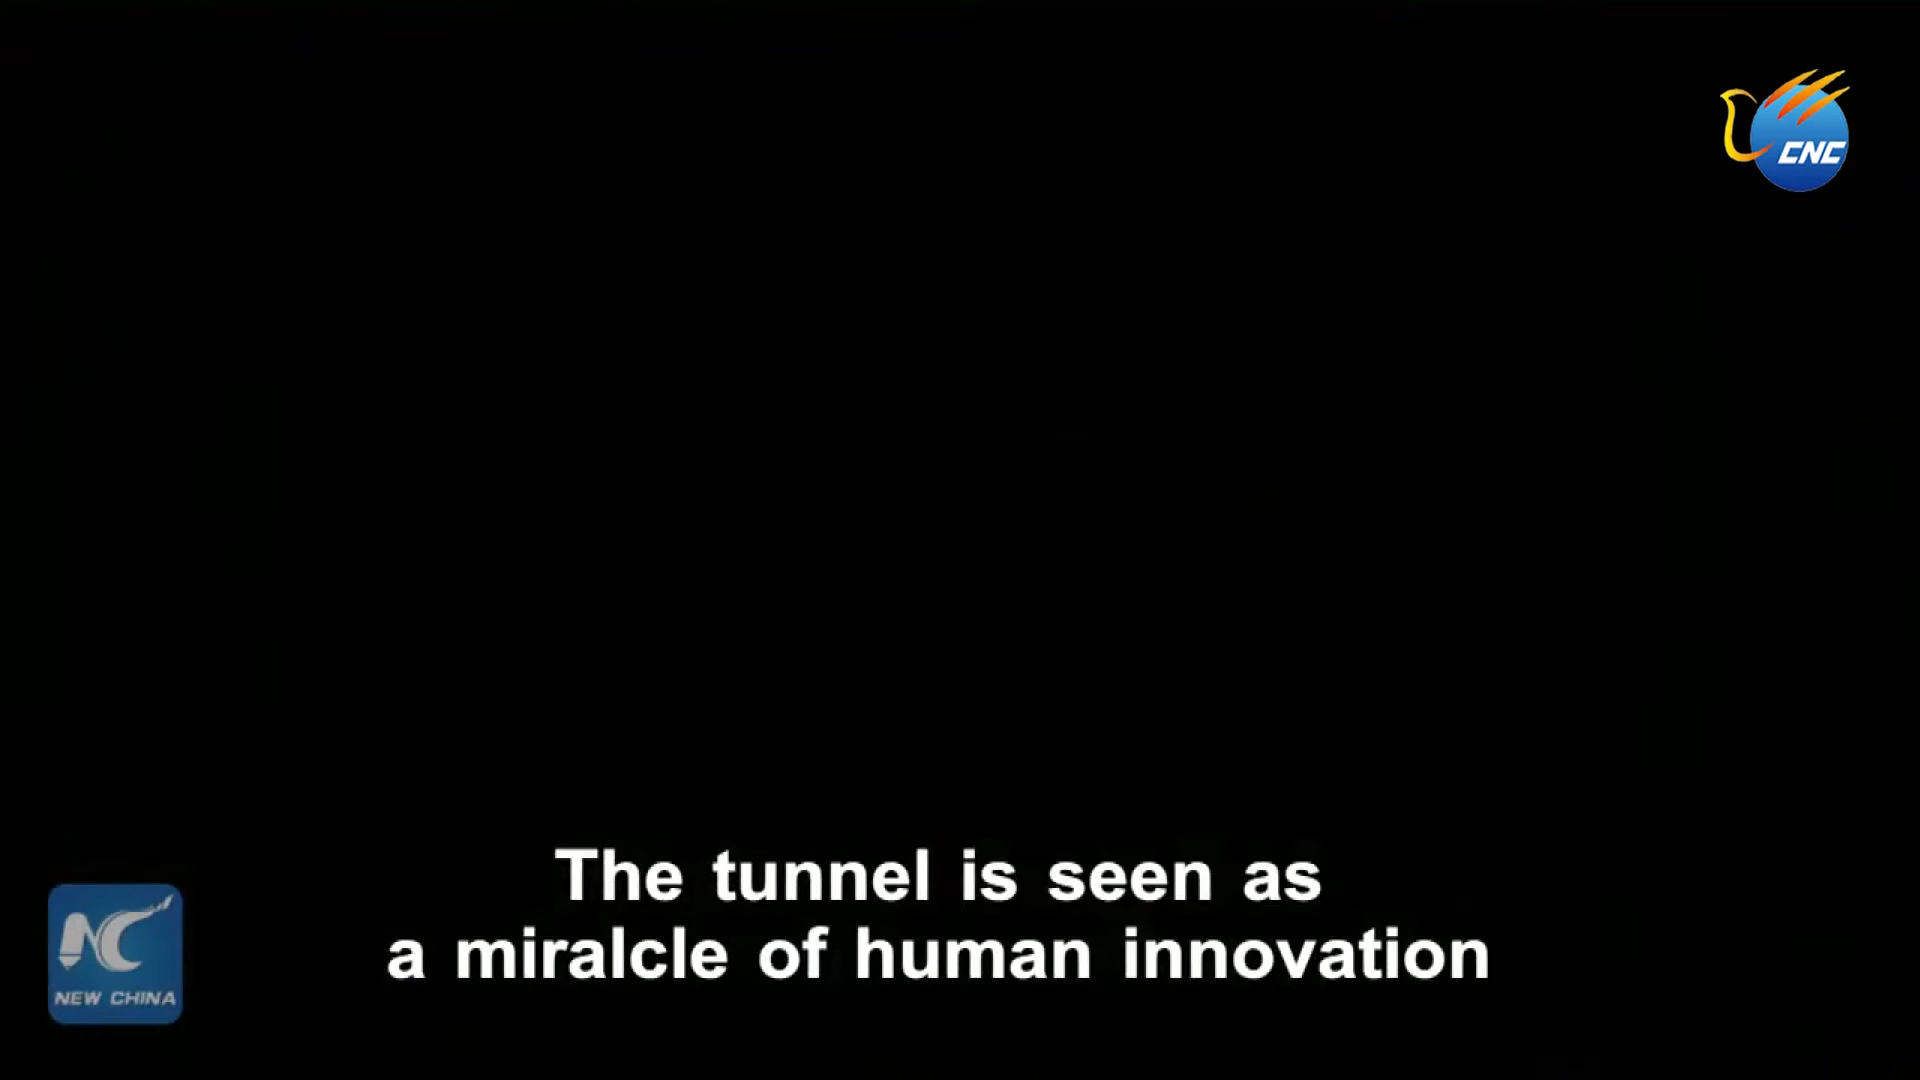 CNC
The tunnel is seen as
a miralcle of human innovation
NEW CHINA